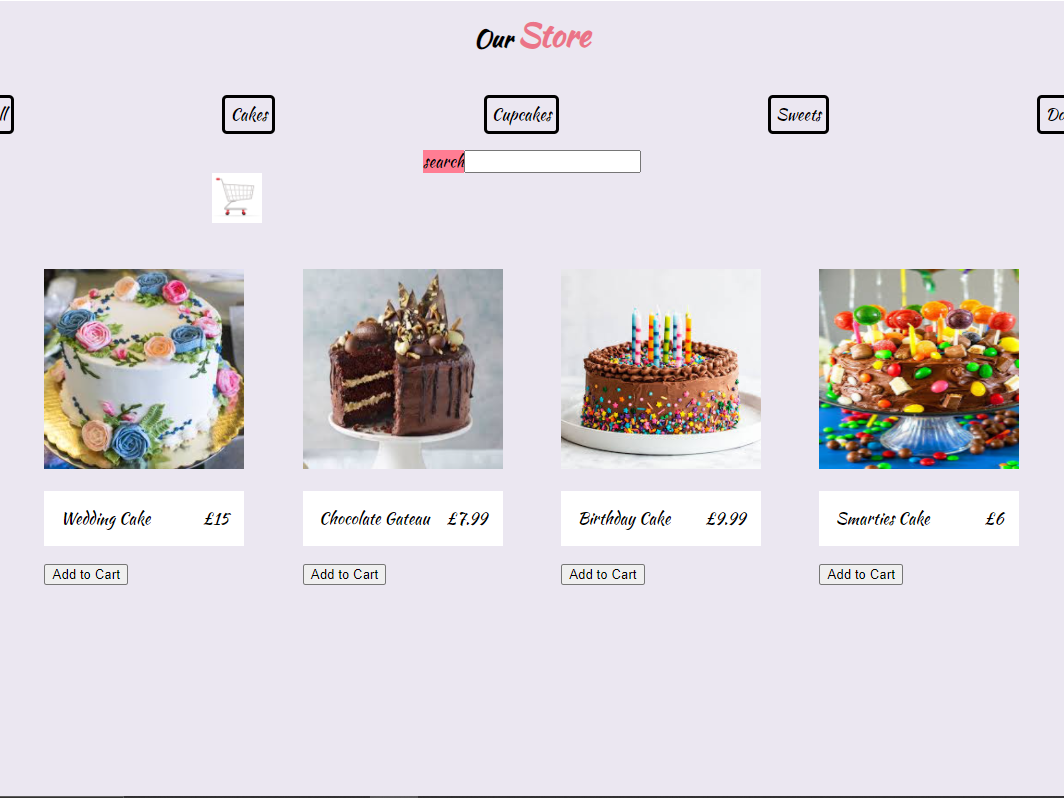 Our Store
ll Cakes Cupcakes Sweets Do
search
Wedding Cake £15 Chocolate Gateau £7.99 Birthday Cake £9.99 Smarties Cake £6
Add to Cart Add to Cart Add to Cart Add to Cart